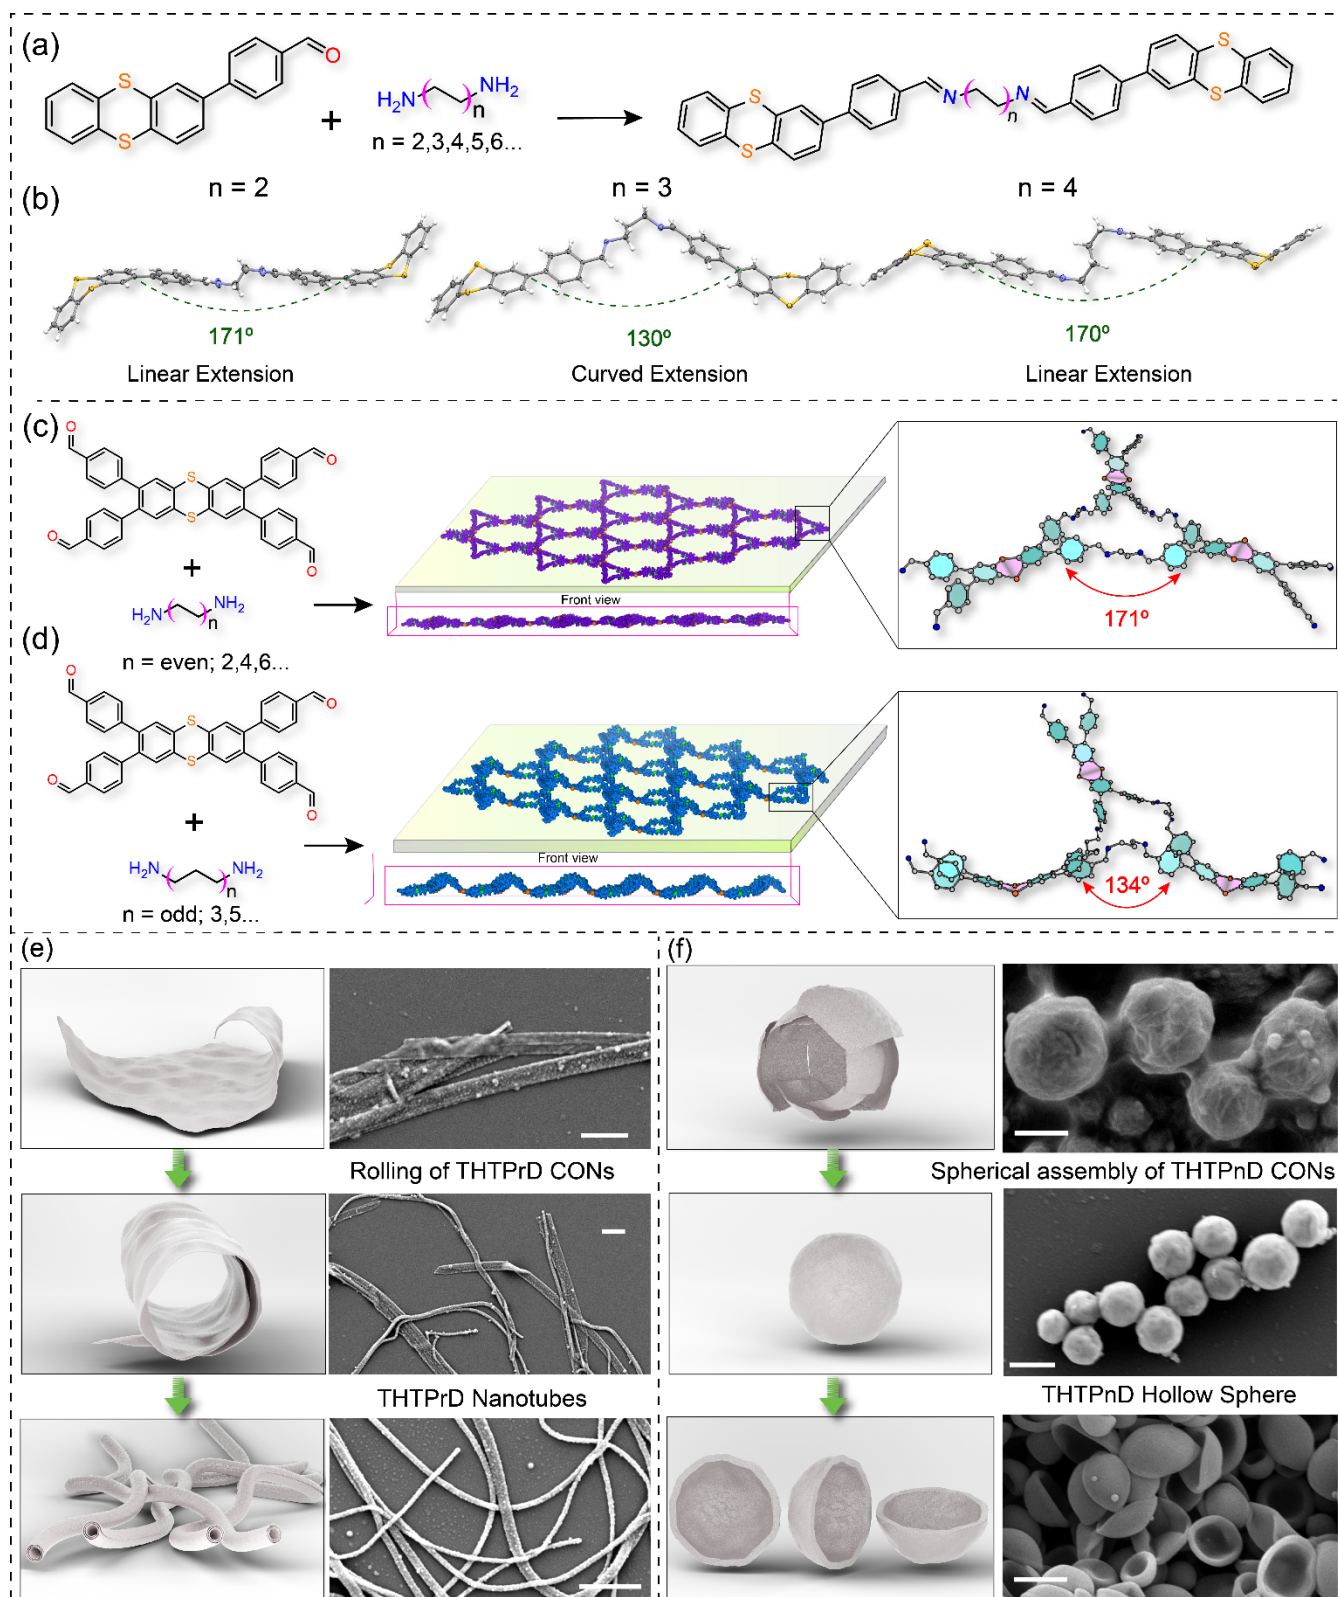 (a)
O
S
S
+
H₂N
NH₂
n
n = 2,3,4,5,6...
N
n
N
S
S
S
S
n = 2
n = 3
n = 4
(b)
171º
130º
170º
Linear Extension
Curved Extension
Linear Extension
(c)
O
O
S
S
O
O
+
H₂N
NH₂
n
n = even; 2,4,6...
Front view
171º
(d)
O
O
S
S
O
O
+
H₂N
NH₂
n
n = odd; 3,5...
Front view
134º
(e)
Rolling of THTPrD CONs
THTPrD Nanotubes
(f)
Spherical assembly of THTPnD CONs
THTPnD Hollow Sphere